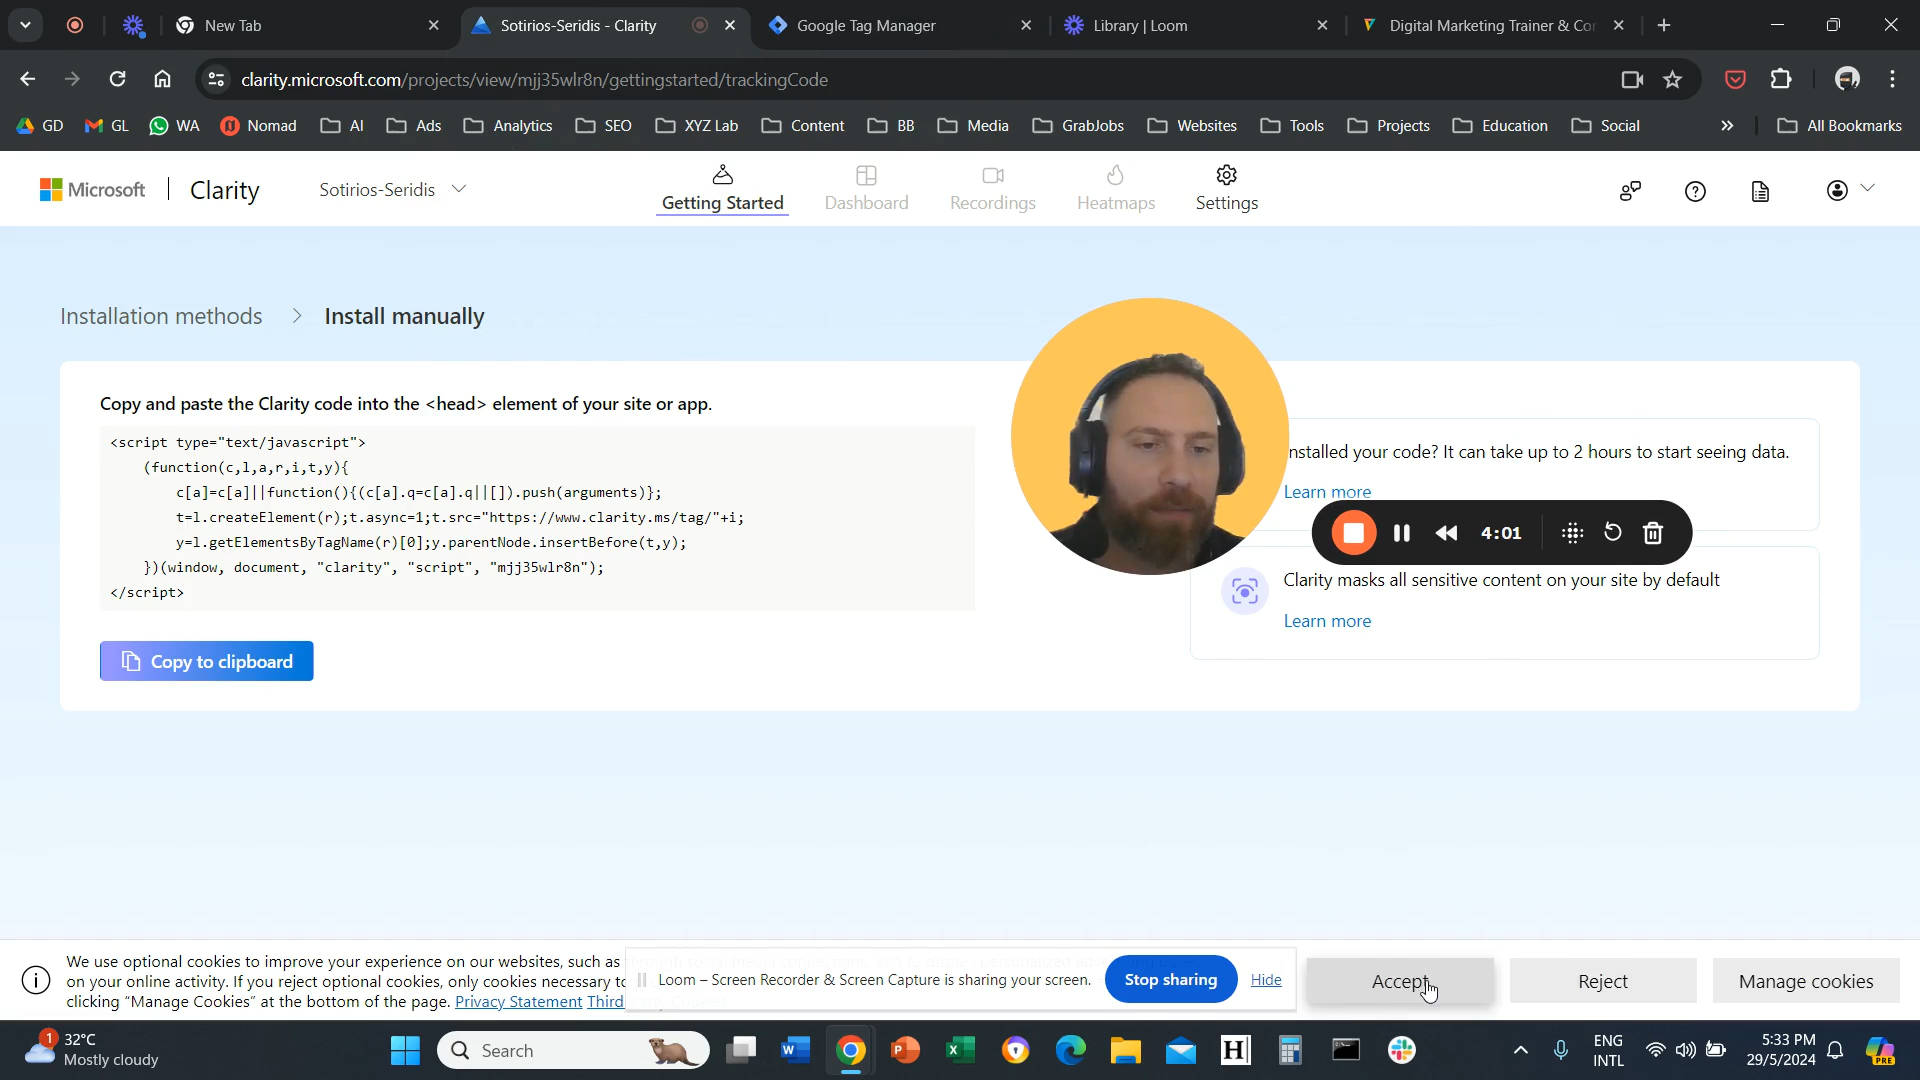 New Tab
Sotirios-Seridis - Clarity
Google Tag Manager
Library | Loom
Digital Marketing Trainer & Co
clarity.microsoft.com/projects/view/mjj35wlr8n/gettingstarted/trackingCode
GD GL WA Nomad AI Ads Analytics SEO XYZ Lab Content BB Media GrabJobs Websites Tools Projects Education Social All Bookmarks
Microsoft Clarity Sotirios-Seridis Getting Started Dashboard Recordings Heatmaps Settings
Installation methods > Install manually
Copy and paste the Clarity code into the <head> element of your site or app.
<script type="text/javascript">
(function(c,l,a,r,i,t,y){
c[a]=c[a]||function(){(c[a].q=c[a].q||[]).push(arguments)};
t=l.createElement(r);t.async=1;t.src="https://www.clarity.ms/tag/"+i;
y=l.getElementsByTagName(r)[0];y.parentNode.insertBefore(t,y);
})(window, document, "clarity", "script", "mjj35wlr8n");
</script>
Copy to clipboard
nstalled your code? It can take up to 2 hours to start seeing data.
Learn more
4:01
Clarity masks all sensitive content on your site by default
Learn more
We use optional cookies to improve your experience on our websites, such as
on your online activity. If you reject optional cookies, only cookies necessary to
clicking "Manage Cookies" at the bottom of the page. Privacy Statement Third
Loom – Screen Recorder & Screen Capture is sharing your screen.
Stop sharing
Hide
Accept
Reject
Manage cookies
1
32°C
Mostly cloudy
Search
ENG
INTL
5:33 PM
29/5/2024
PRE